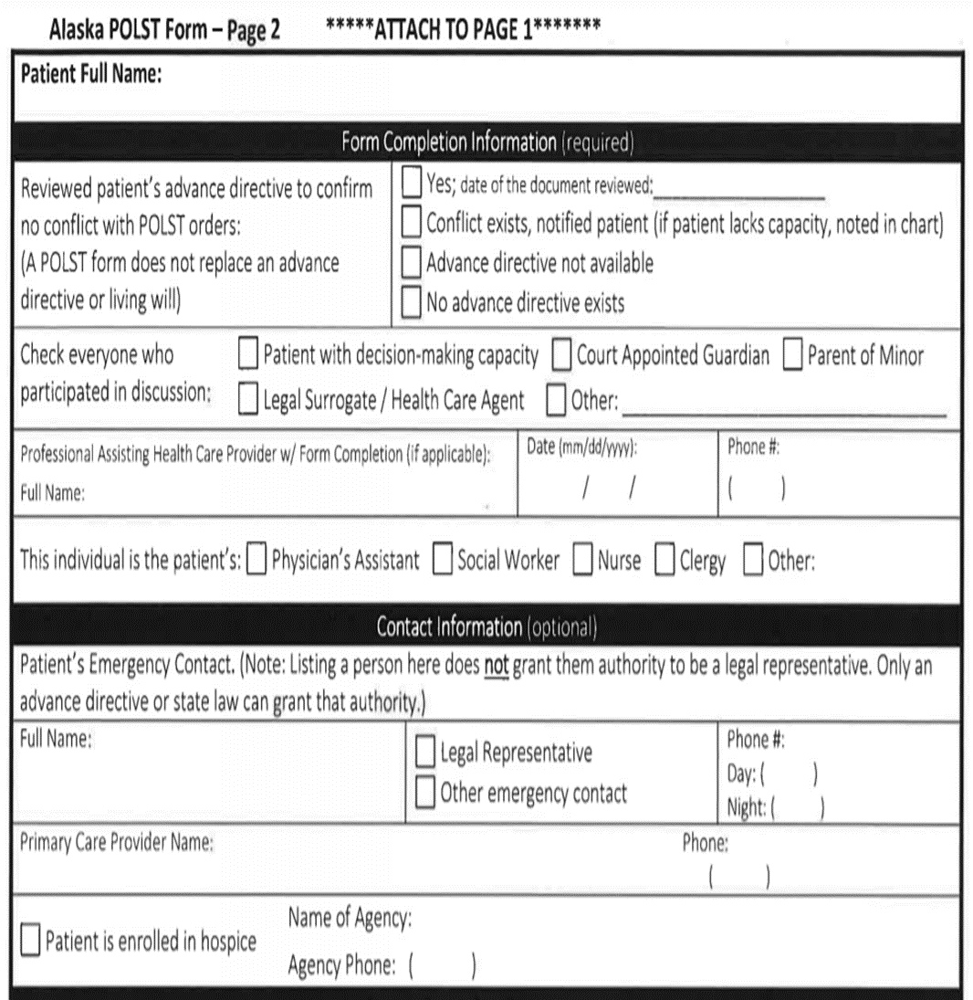 Alaska POLST Form – Page 2 *****ATTACH TO PAGE 1*******
Patient Full Name:
Form Completion Information (required)
Reviewed patient's advance directive to confirm
no conflict with POLST orders:
(A POLST form does not replace an advance
directive or living will)
Yes; date of the document reviewed:
Conflict exists, notified patient (if patient lacks capacity, noted in chart)
Advance directive not available
No advance directive exists
Check everyone who
participated in discussion:
Patient with decision-making capacity Court Appointed Guardian Parent of Minor
Legal Surrogate / Health Care Agent Other:
Professional Assisting Health Care Provider w/ Form Completion (if applicable):
Full Name:
Date (mm/dd/yyyy):
/ /
Phone #:
( )
This individual is the patient's: Physician's Assistant Social Worker Nurse Clergy Other:
Contact Information (optional)
Patient's Emergency Contact. (Note: Listing a person here does not grant them authority to be a legal representative. Only an
advance directive or state law can grant that authority.)
Full Name:
Legal Representative
Other emergency contact
Phone #:
Day: ( )
Night: ( )
Primary Care Provider Name:
Phone:
( )
Patient is enrolled in hospice
Name of Agency:
Agency Phone: ( )